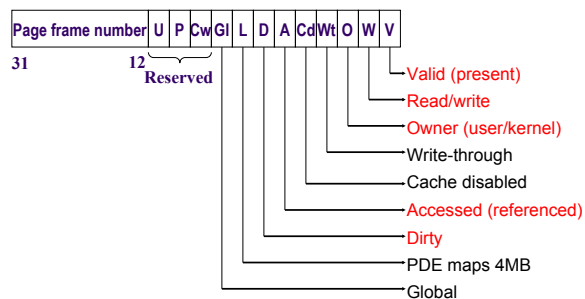 Page frame number U P Cw Gl L D A Cd Wt O W V
31 12
Reserved
Valid (present)
Read/write
Owner (user/kernel)
Write-through
Cache disabled
Accessed (referenced)
Dirty
PDE maps 4MB
Global